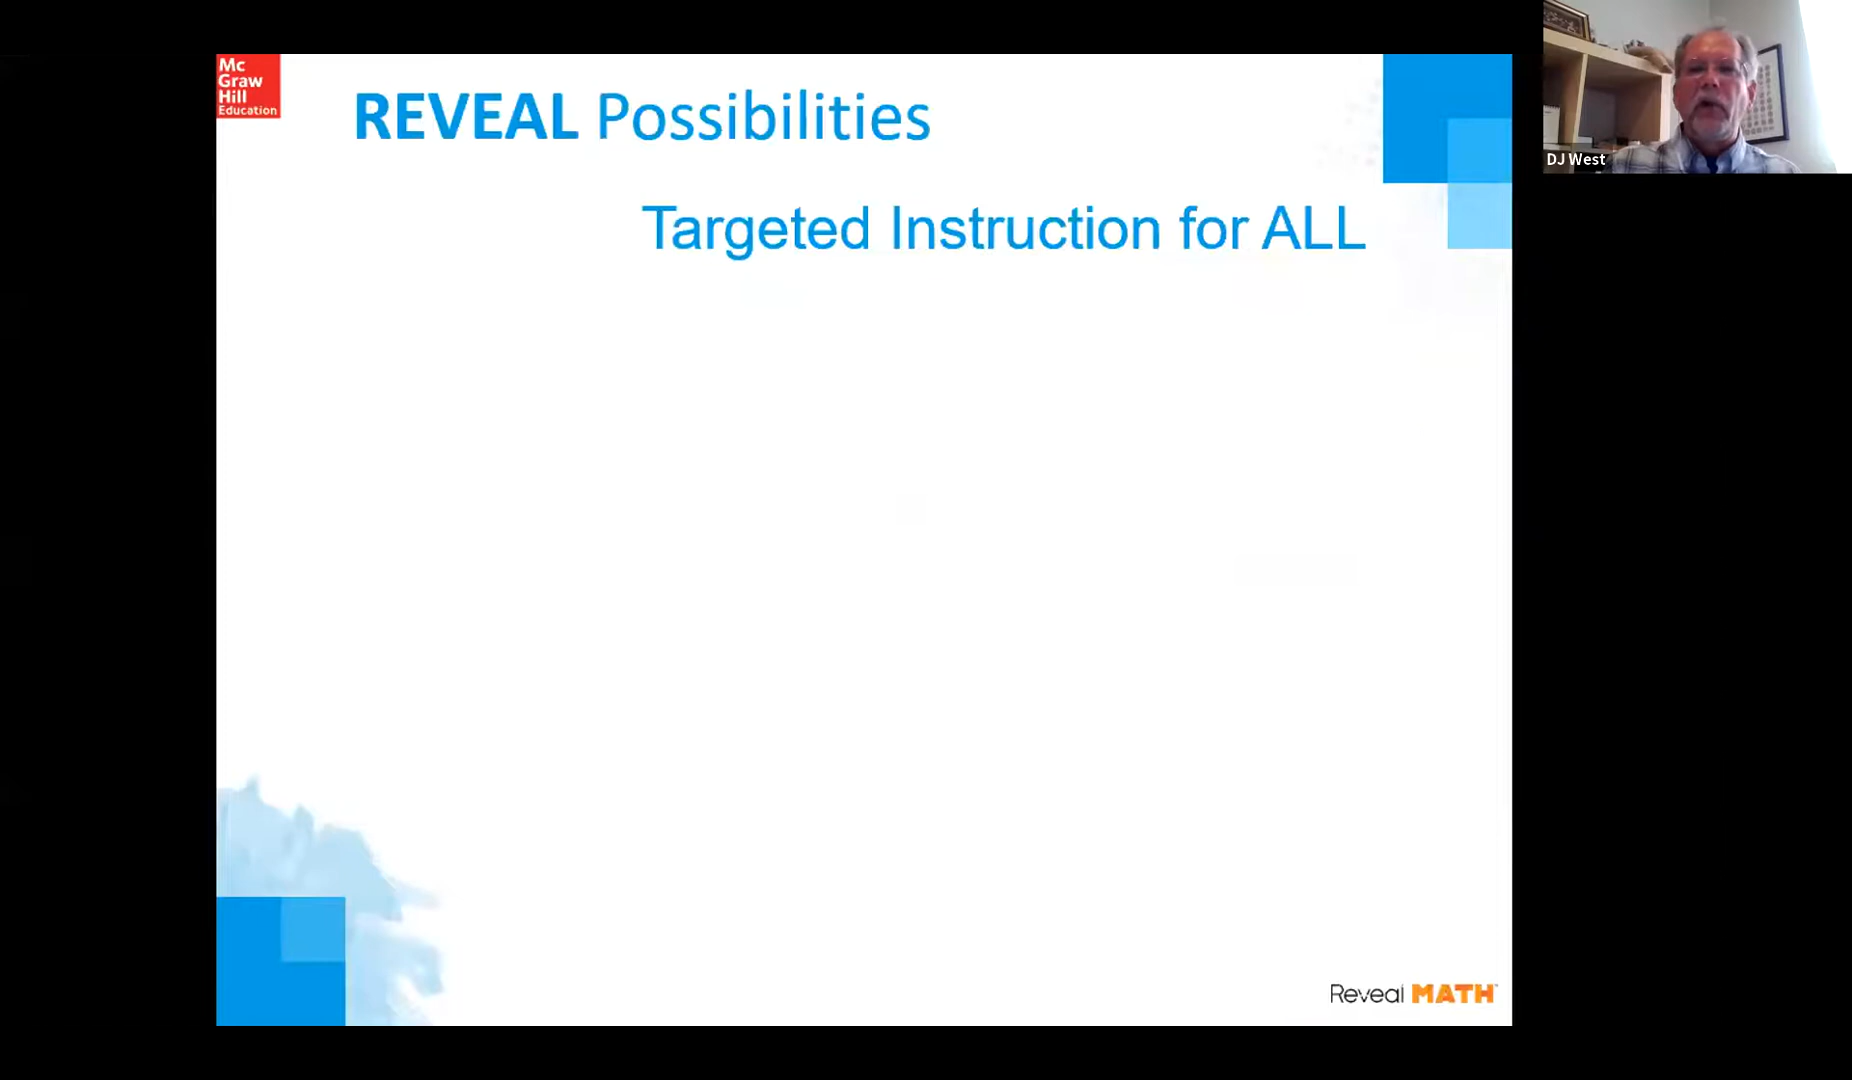 Mc
Graw
Hill
Education
REVEAL Possibilities
Targeted Instruction for ALL
DJ West
Reveal MATH